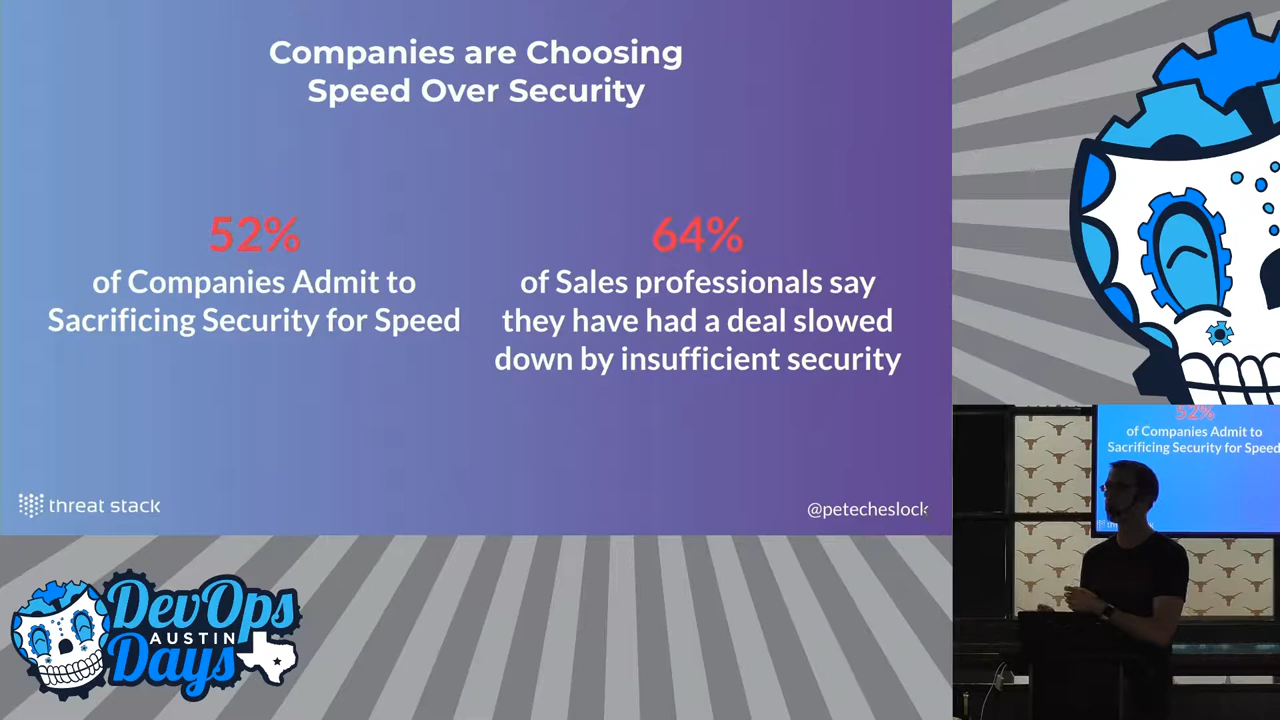 Companies are Choosing
Speed Over Security
52%
of Companies Admit to
Sacrificing Security for Speed
64%
of Sales professionals say
they have had a deal slowed
down by insufficient security
threat stack
@petecheslock
DevOps
AUSTIN
Days
52%
of Companies Admit to
Sacrificing Security for Speed